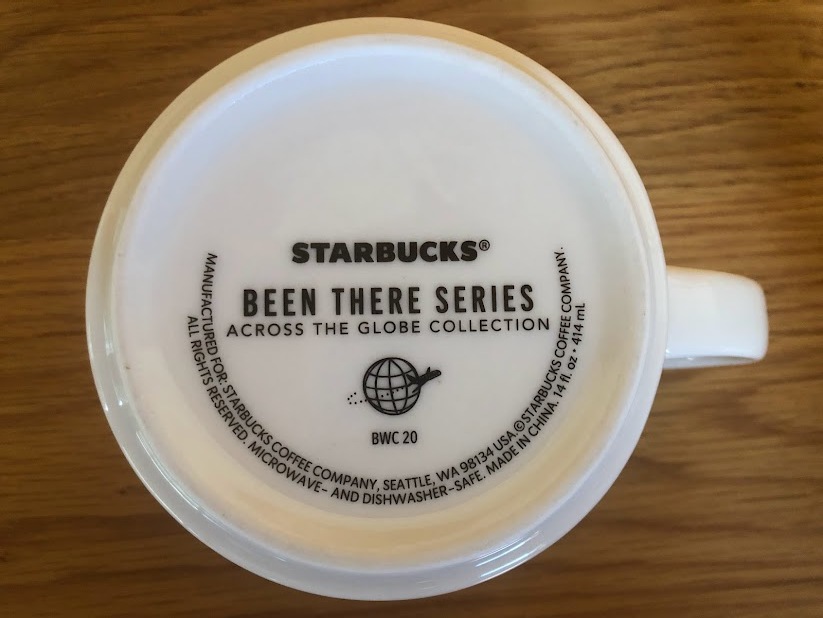 STARBUCKS®
BEEN THERE SERIES
ACROSS THE GLOBE COLLECTION
BWC 20
MANUFACTURED FOR: STARBUCKS COFFEE COMPANY, SEATTLE, WA 98134 USA.©STARBUCKS COFFEE COMPANY.
ALL RIGHTS RESERVED. MICROWAVE- AND DISHWASHER-SAFE. MADE IN CHINA. 14 fl. oz • 414 mL